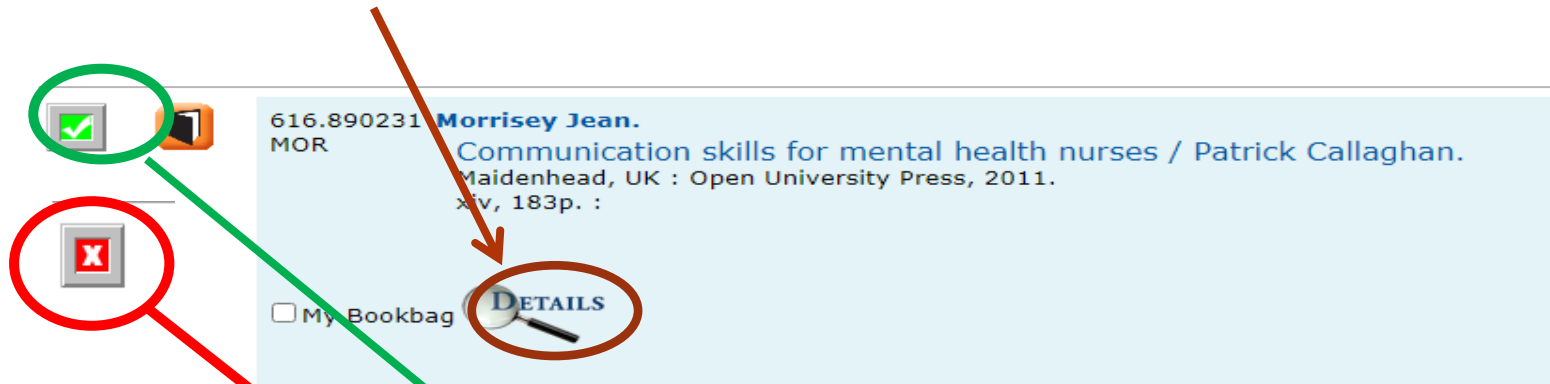 616.890231 Morrisey Jean.
MOR
Communication skills for mental health nurses / Patrick Callaghan.
Maidenhead, UK : Open University Press, 2011.
xiv, 183p. :
X
My Bookbag DETAILS